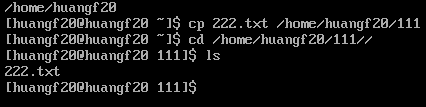 /home/huangf20
[huangf20@huangf20 ~]$ cp 222.txt /home/huangf20/111
[huangf20@huangf20 ~]$ cd /home/huangf20/111//
[huangf20@huangf20 111]$ ls
222.txt
[huangf20@huangf20 111]$